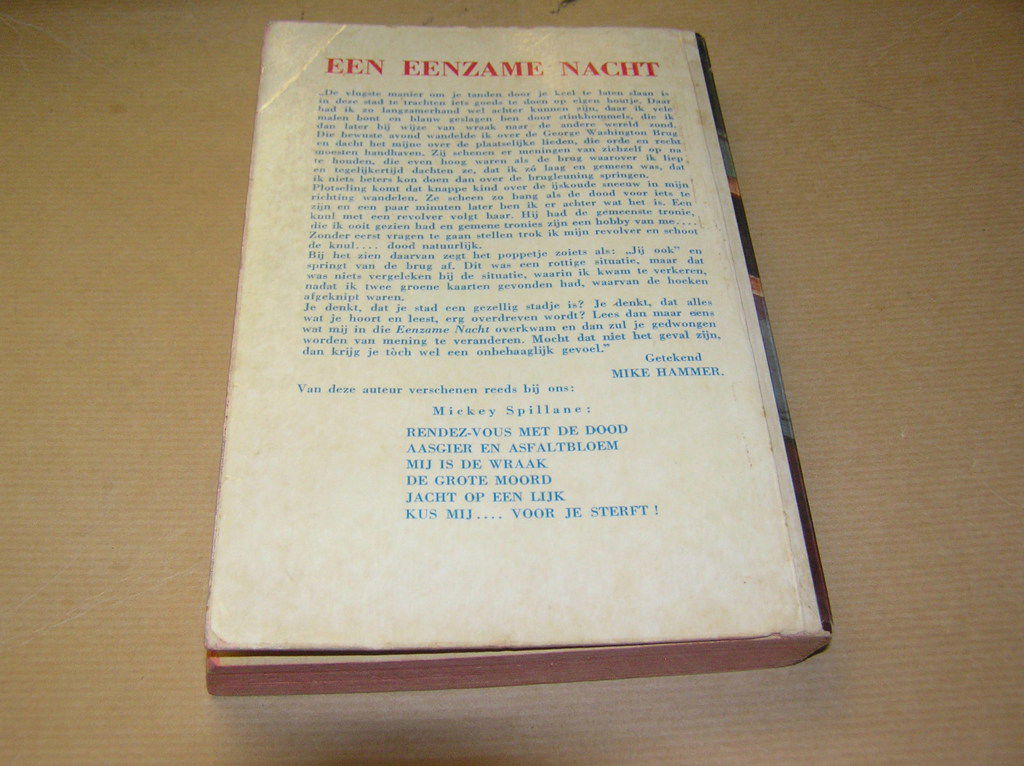 EEN EENZAME NACHT
„De vlugste manier om je tanden door je keel te laten slaan is
in deze stad te trachten iets goeds te doen op eigen houtje. Daar
had ik zo langzamerhand wel achter kunnen zijn, daar ik vele
malen bont en blauw geslagen ben door stinkhommels, die ik
dan later bij wijze van wraak naar de andere wereld zond.
Die bewuste avond wandelde ik over de George Washington Brug
en dacht het mijne over de plaatselijke lieden, die orde en recht
moesten handhaven. Zij schenen er meningen van zichzelf op na
te houden, die even hoog waren als de brug waarover ik liep
en tegelijkertijd dachten ze, dat ik zó laag en gemeen was, dat
ik niets beters kon doen dan over de brugleuning springen.
Plotseling komt dat knappe kind over de ijskoude sneeuw in mijn
richting wandelen. Ze scheen zo bang als de dood voor iets te
zijn en een paar minuten later ben ik er achter wat het is. Een
knul met een revolver volgt haar. Hij had de gemeenste tronie,
die ik ooit gezien had en gemene tronies zijn een hobby van me....
Zonder eerst vragen te gaan stellen trok ik mijn revolver en schoot
de knul.... dood natuurlijk.
Bij het zien daarvan zegt het poppetje zoiets als: „Jij ook” en
springt van de brug af. Dit was een rottige situatie, maar dat
was niets vergeleken bij de situatie, waarin ik kwam te verkeren,
nadat ik twee groene kaarten gevonden had, waarvan de hoeken
afgeknipt waren.
Je denkt, dat je stad een gezellig stadje is? Je denkt, dat alles
wat je hoort en leest, erg overdreven wordt? Lees dan maar eens
wat mij in die Eenzame Nacht overkwam en dan zul je gedwongen
worden van mening te veranderen. Mocht dat niet het geval zijn,
dan krijg je tòch wel een onbehaaglijk gevoel.”
Getekend
MIKE HAMMER.
Van deze auteur verschenen reeds bij ons:
Mickey Spillane:
RENDEZ-VOUS MET DE DOOD
AASGIER EN ASFALTBLOEM
MIJ IS DE WRAAK
DE GROTE MOORD
JACHT OP EEN LIJK
KUS MIJ.... VOOR JE STERFT!